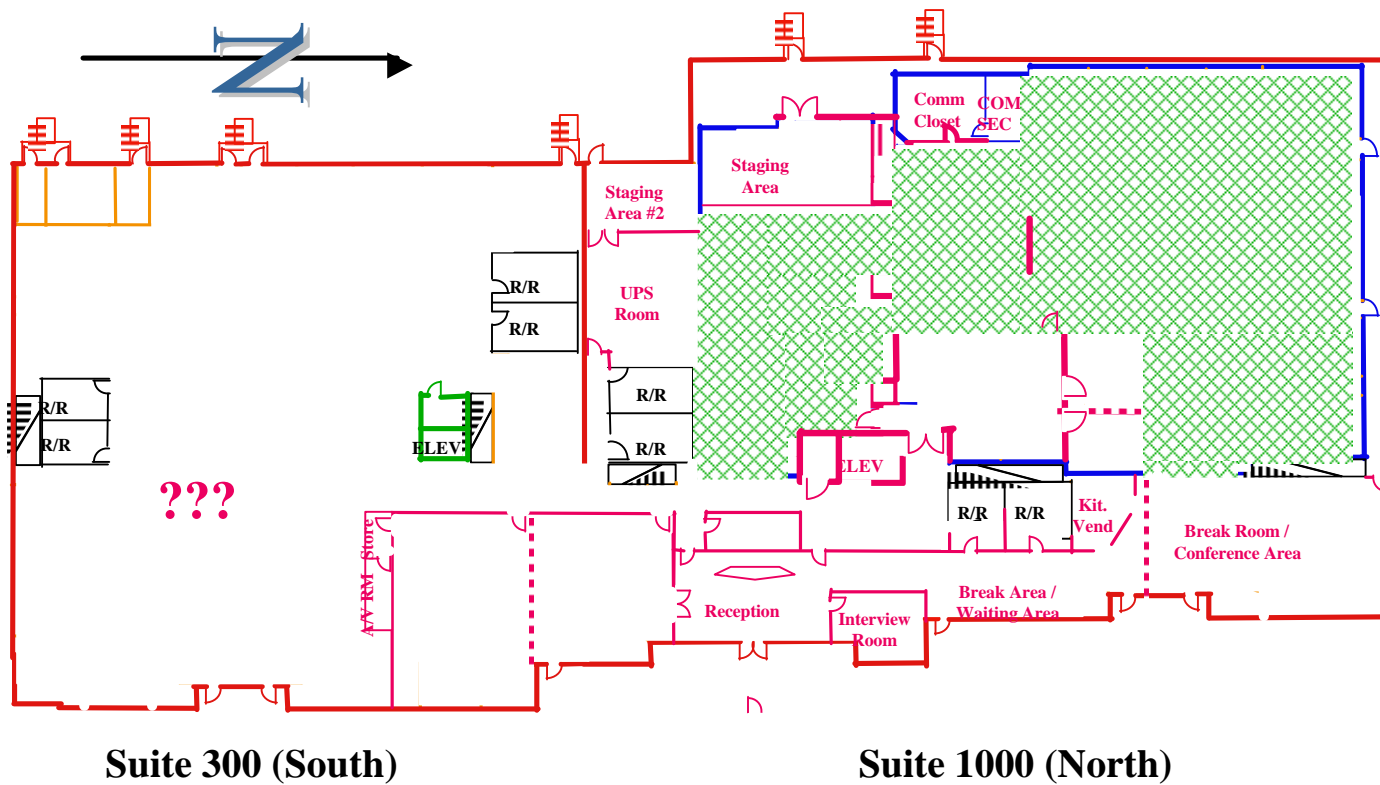 N
Comm
Closet
COM
SEC
Staging
Area
Staging
Area #2
UPS
Room
R/R
R/R
R/R
R/R
R/R
R/R
ELEV
ELEV
???
A/V RM
Store
R/R
R/R
Kit.
Vend
Break Room /
Conference Area
Reception
Interview
Room
Break Area /
Waiting Area
Suite 300 (South)
Suite 1000 (North)